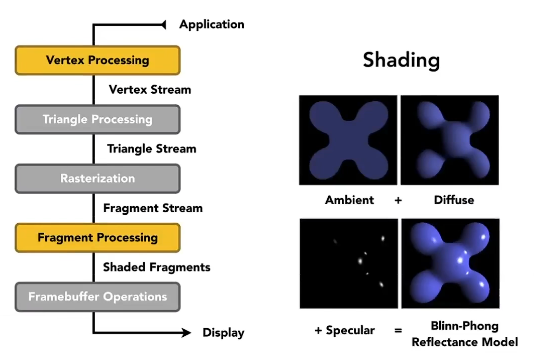 Application
Vertex Processing
Vertex Stream
Triangle Processing
Triangle Stream
Rasterization
Fragment Stream
Fragment Processing
Shaded Fragments
Framebuffer Operations
Display
Shading
Ambient + Diffuse
+ Specular = Blinn-Phong
Reflectance Model